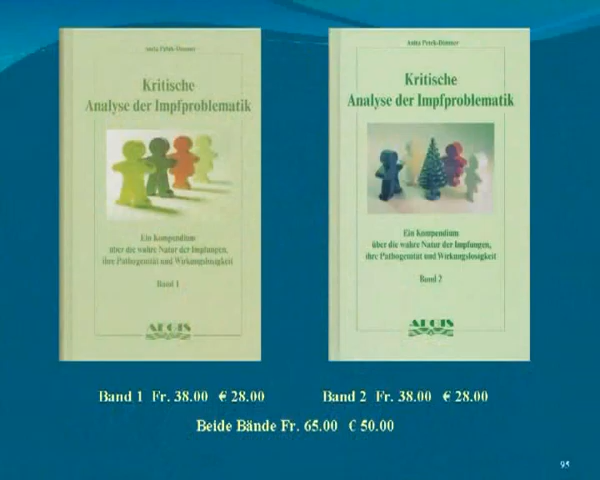 Anita Petek-Dimmer
Kritische
Analyse der Impfproblematik
Ein Kompendium
über die wahre Natur der Impfungen,
ihre Pathogenität und Wirkungslosigkeit
Band 1
AEGIS
Anita Petek-Dimmer
Kritische
Analyse der Impfproblematik
Ein Kompendium
über die wahre Natur der Impfungen,
ihre Pathogenität und Wirkungslosigkeit
Band 2
AEGIS
Band 1 Fr. 38.00 € 28.00
Band 2 Fr. 38.00 € 28.00
Beide Bände Fr. 65.00 € 50.00
95